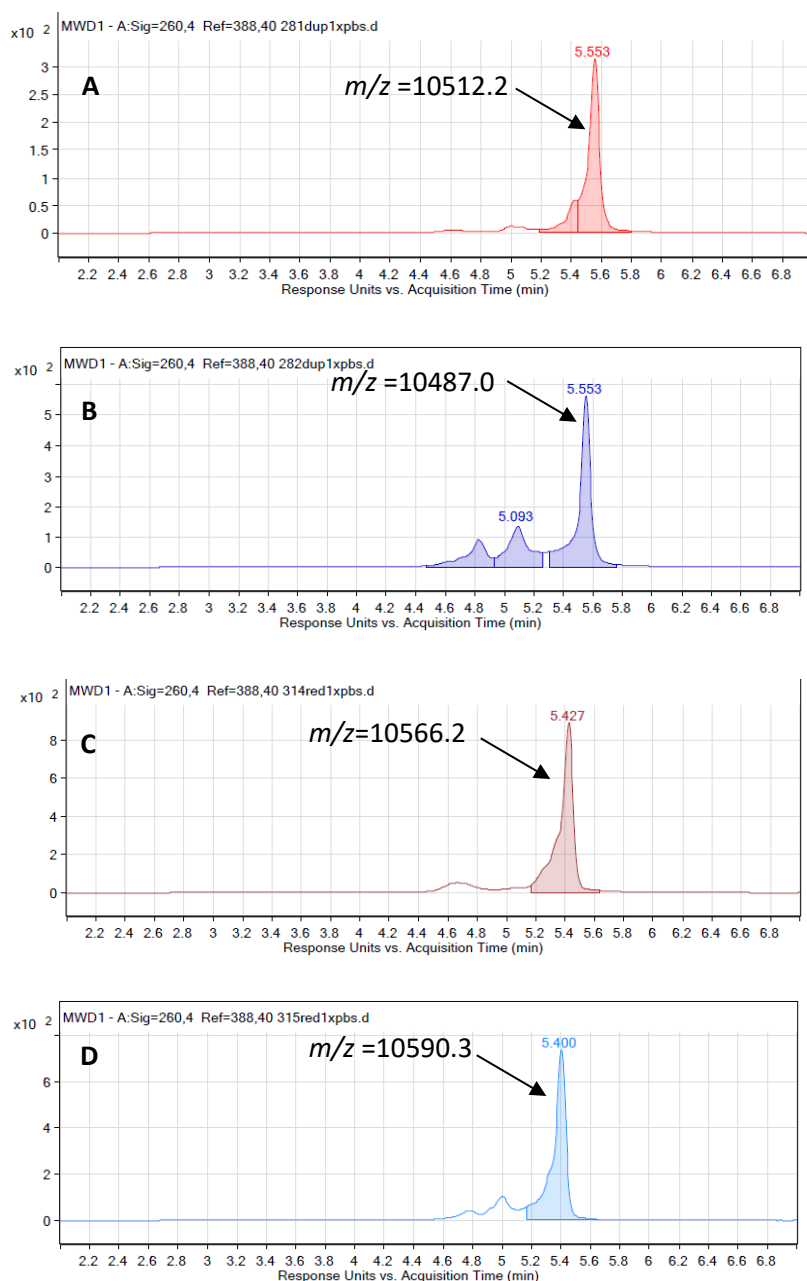 x10 2
MWD1 - A:Sig=260,4 Ref=388,40 281dup1xpbs.d
5.553
A
m/z =10512.2
3
2.5
2
1.5
1
0.5
0
2.2 2.4 2.6 2.8 3 3.2 3.4 3.6 3.8 4 4.2 4.4 4.6 4.8 5 5.2 5.4 5.6 5.8 6 6.2 6.4 6.6 6.8
Response Units vs. Acquisition Time (min)
x10 2
MWD1 - A:Sig=260,4 Ref=388,40 282dup1xpbs.d
m/z =10487.0
5.553
B
5.093
5
4
3
2
1
0
2.2 2.4 2.6 2.8 3 3.2 3.4 3.6 3.8 4 4.2 4.4 4.6 4.8 5 5.2 5.4 5.6 5.8 6 6.2 6.4 6.6 6.8
Response Units vs. Acquisition Time (min)
x10 2
MWD1 - A:Sig=260,4 Ref=388,40 314red1xpbs.d
5.427
C
m/z=10566.2
8
6
4
2
0
2.2 2.4 2.6 2.8 3 3.2 3.4 3.6 3.8 4 4.2 4.4 4.6 4.8 5 5.2 5.4 5.6 5.8 6 6.2 6.4 6.6 6.8
Response Units vs. Acquisition Time (min)
x10 2
MWD1 - A:Sig=260,4 Ref=388,40 315red1xpbs.d
5.400
D
m/z =10590.3
6
4
2
0
2.2 2.4 2.6 2.8 3 3.2 3.4 3.6 3.8 4 4.2 4.4 4.6 4.8 5 5.2 5.4 5.6 5.8 6 6.2 6.4 6.6 6.8
Response Units vs. Acquisition Time (min)